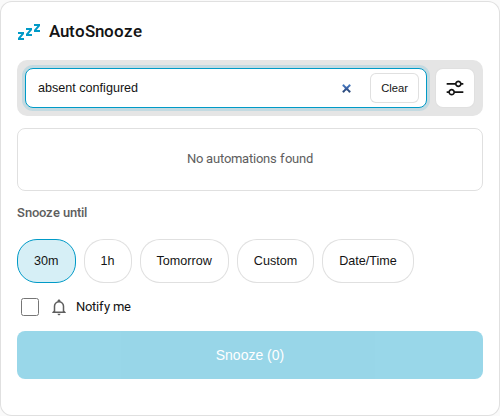 zzz AutoSnooze
absent configured Clear
No automations found
Snooze until
30m 1h Tomorrow Custom Date/Time
Notify me
Snooze (0)